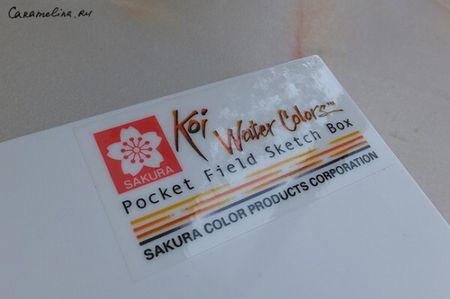 Caramelina.ru
Koi Water Colors™
SAKURA
Pocket Field Sketch Box
SAKURA COLOR PRODUCTS CORPORATION